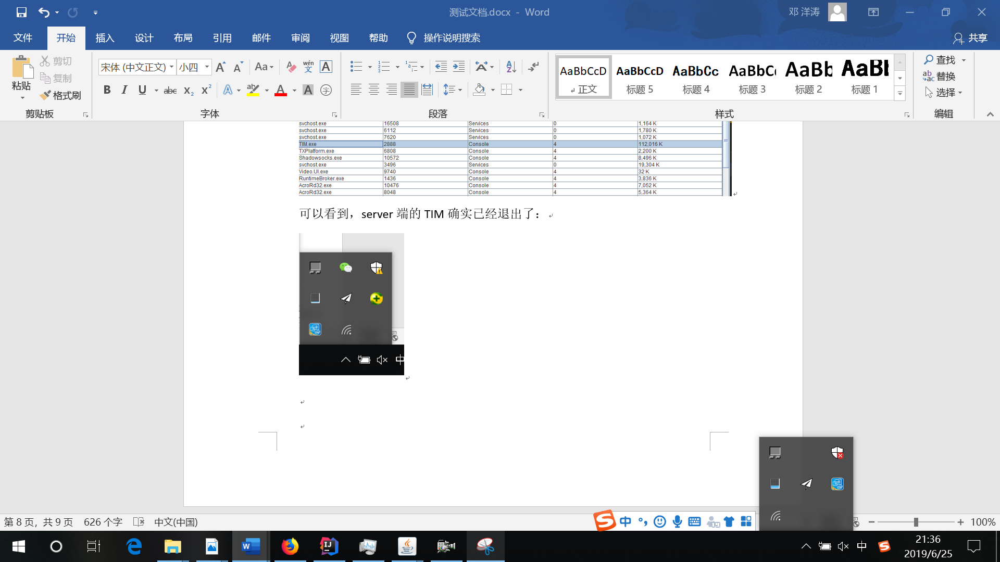 测试文档.docx - Word
邓 洋涛
文件 开始 插入 设计 布局 引用 邮件 审阅 视图 帮助 操作说明搜索 共享
粘贴
剪切
复制
格式刷
剪贴板
宋体 (中文正文) 小四 Aa wén 文 A
B I U abc x₂ x² A A A 字
字体
段落
AaBbCcD AaBbCcD AaBbCc AaBbC AaBb AaBl
正文 标题 5 标题 4 标题 3 标题 2 标题 1
样式
查找
替换
选择
编辑
svchost.exe 16508 Services 0 1,164 K
svchost.exe 6112 Services 0 1,780 K
svchost.exe 7620 Services 0 1,072 K
TIM.exe 2888 Console 4 112,016 K
TXPlatform.exe 6808 Console 4 2,200 K
Shadowsocks.exe 10572 Console 4 8,496 K
svchost.exe 3496 Services 0 19,304 K
Video.UI.exe 9740 Console 4 32 K
RuntimeBroker.exe 1436 Console 4 3,836 K
AcroRd32.exe 10476 Console 4 7,052 K
AcroRd32.exe 8048 Console 4 5,364 K
可以看到，server 端的 TIM 确实已经退出了：
中
第 8 页，共 9 页 626 个字 中文(中国)
中
100%
中
21:36
2019/6/25